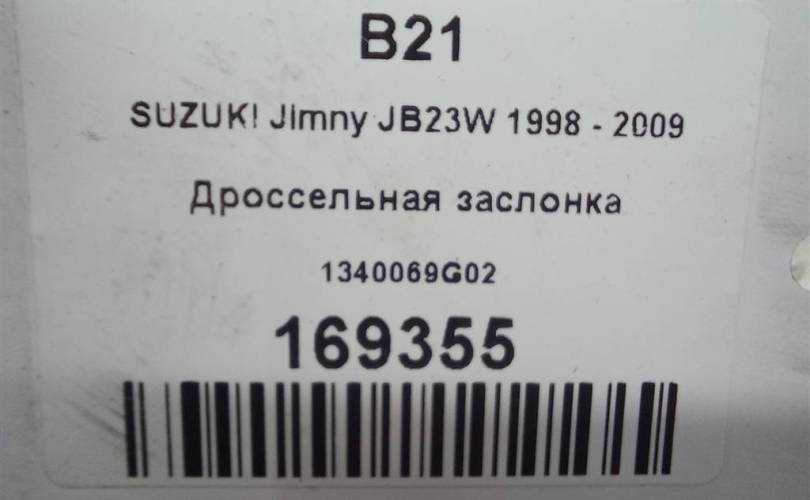 B21
SUZUKI Jimny JB23W 1998 - 2009
Дроссельная заслонка
1340069G02
169355